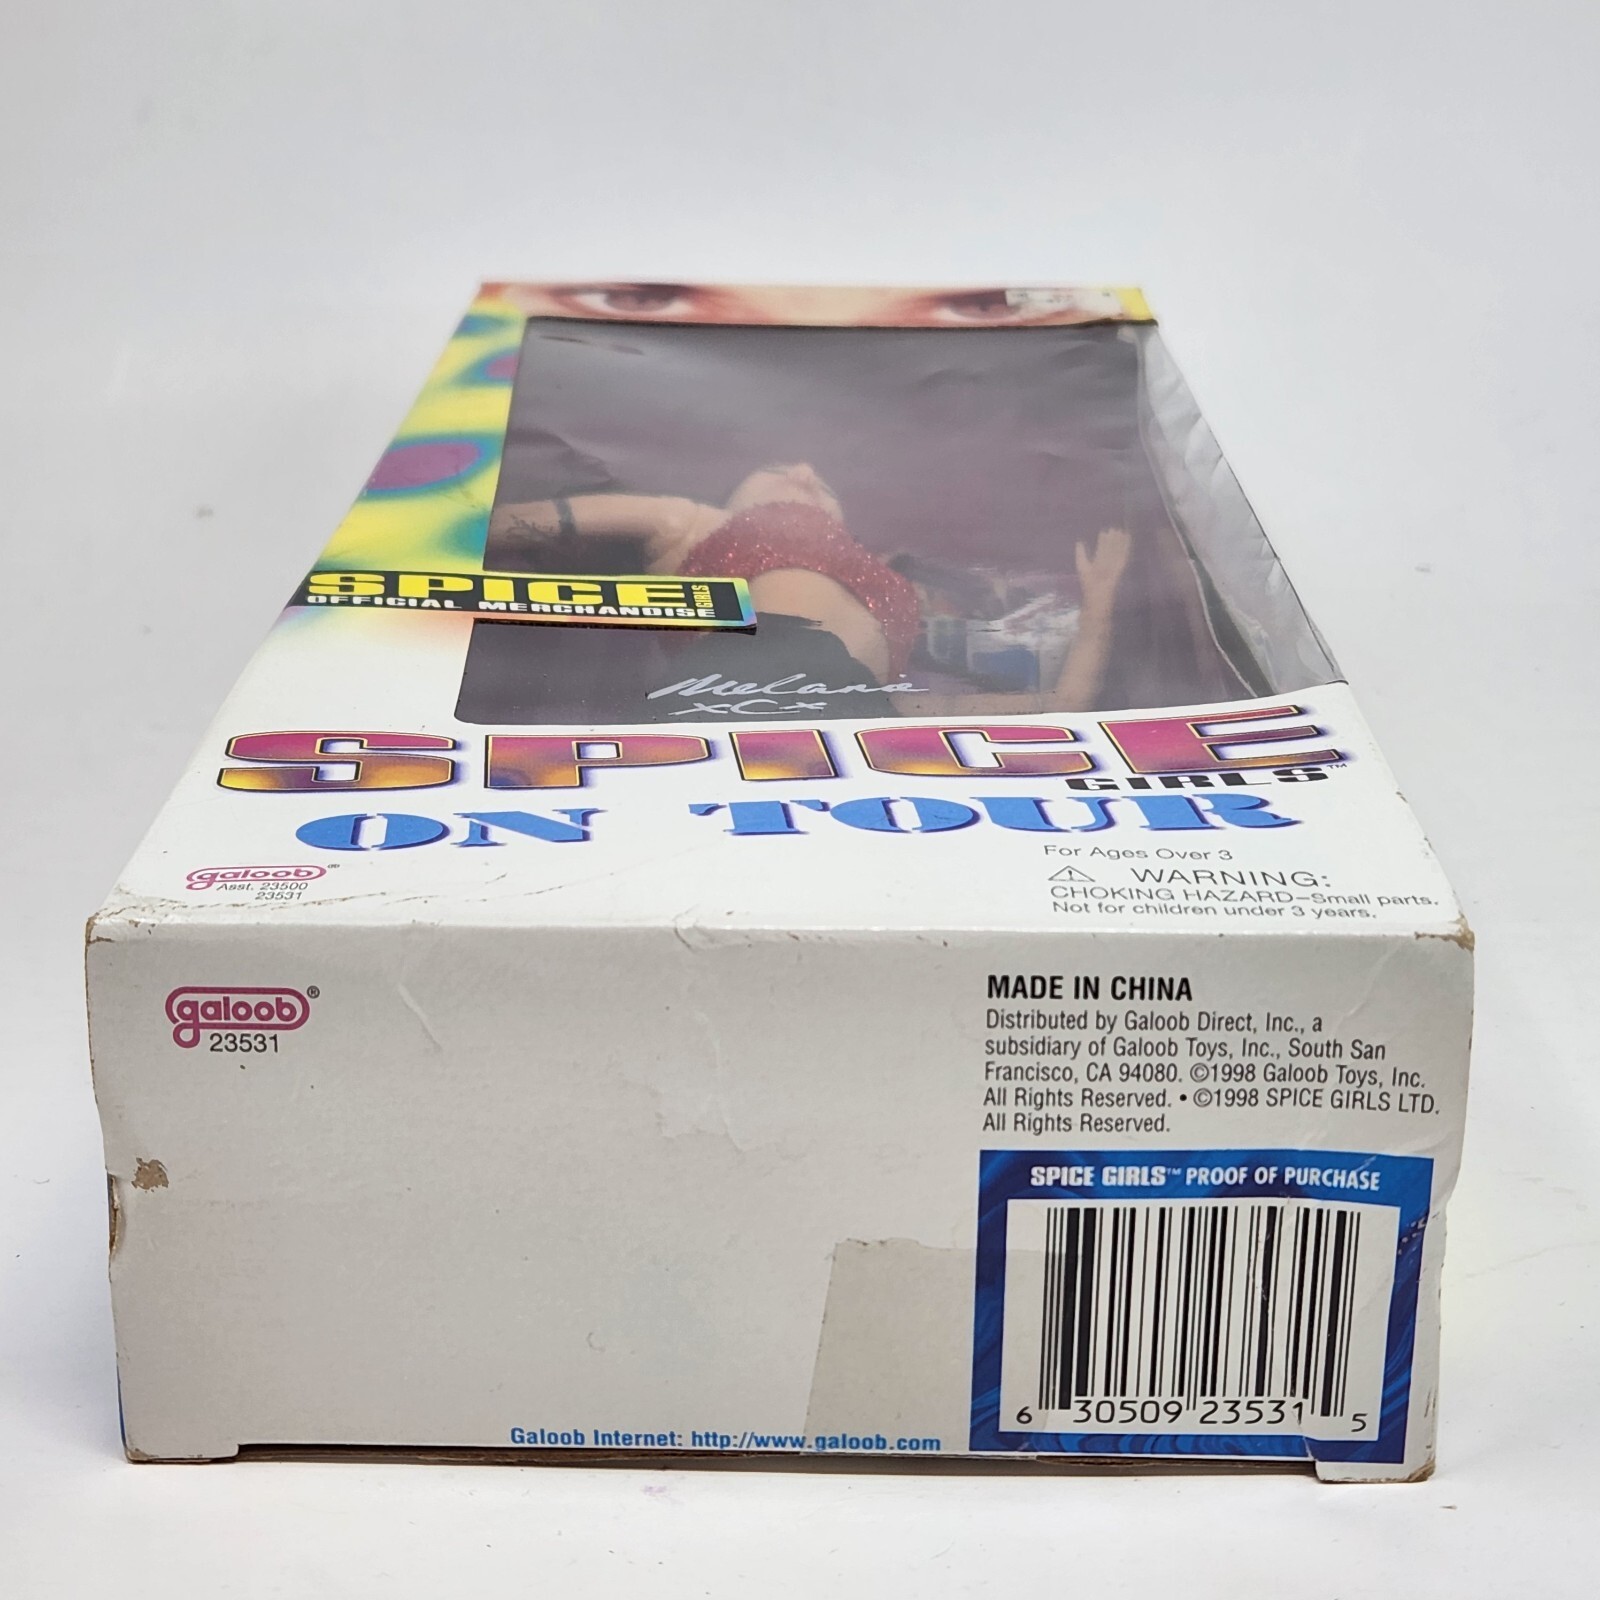 SPICE GIRLS
OFFICIAL MERCHANDISE
Melanie
xCx
SPICE
GIRLS™
ON TOUR
For Ages Over 3
⚠ WARNING:
CHOKING HAZARD–Small parts.
Not for children under 3 years.
galoob®
Asst. 23500
23531
galoob®
23531
MADE IN CHINA
Distributed by Galoob Direct, Inc., a
subsidiary of Galoob Toys, Inc., South San
Francisco, CA 94080. ©1998 Galoob Toys, Inc.
All Rights Reserved. • ©1998 SPICE GIRLS LTD.
All Rights Reserved.
SPICE GIRLS™ PROOF OF PURCHASE
6 30509 23531 5
Galoob Internet: http://www.galoob.com